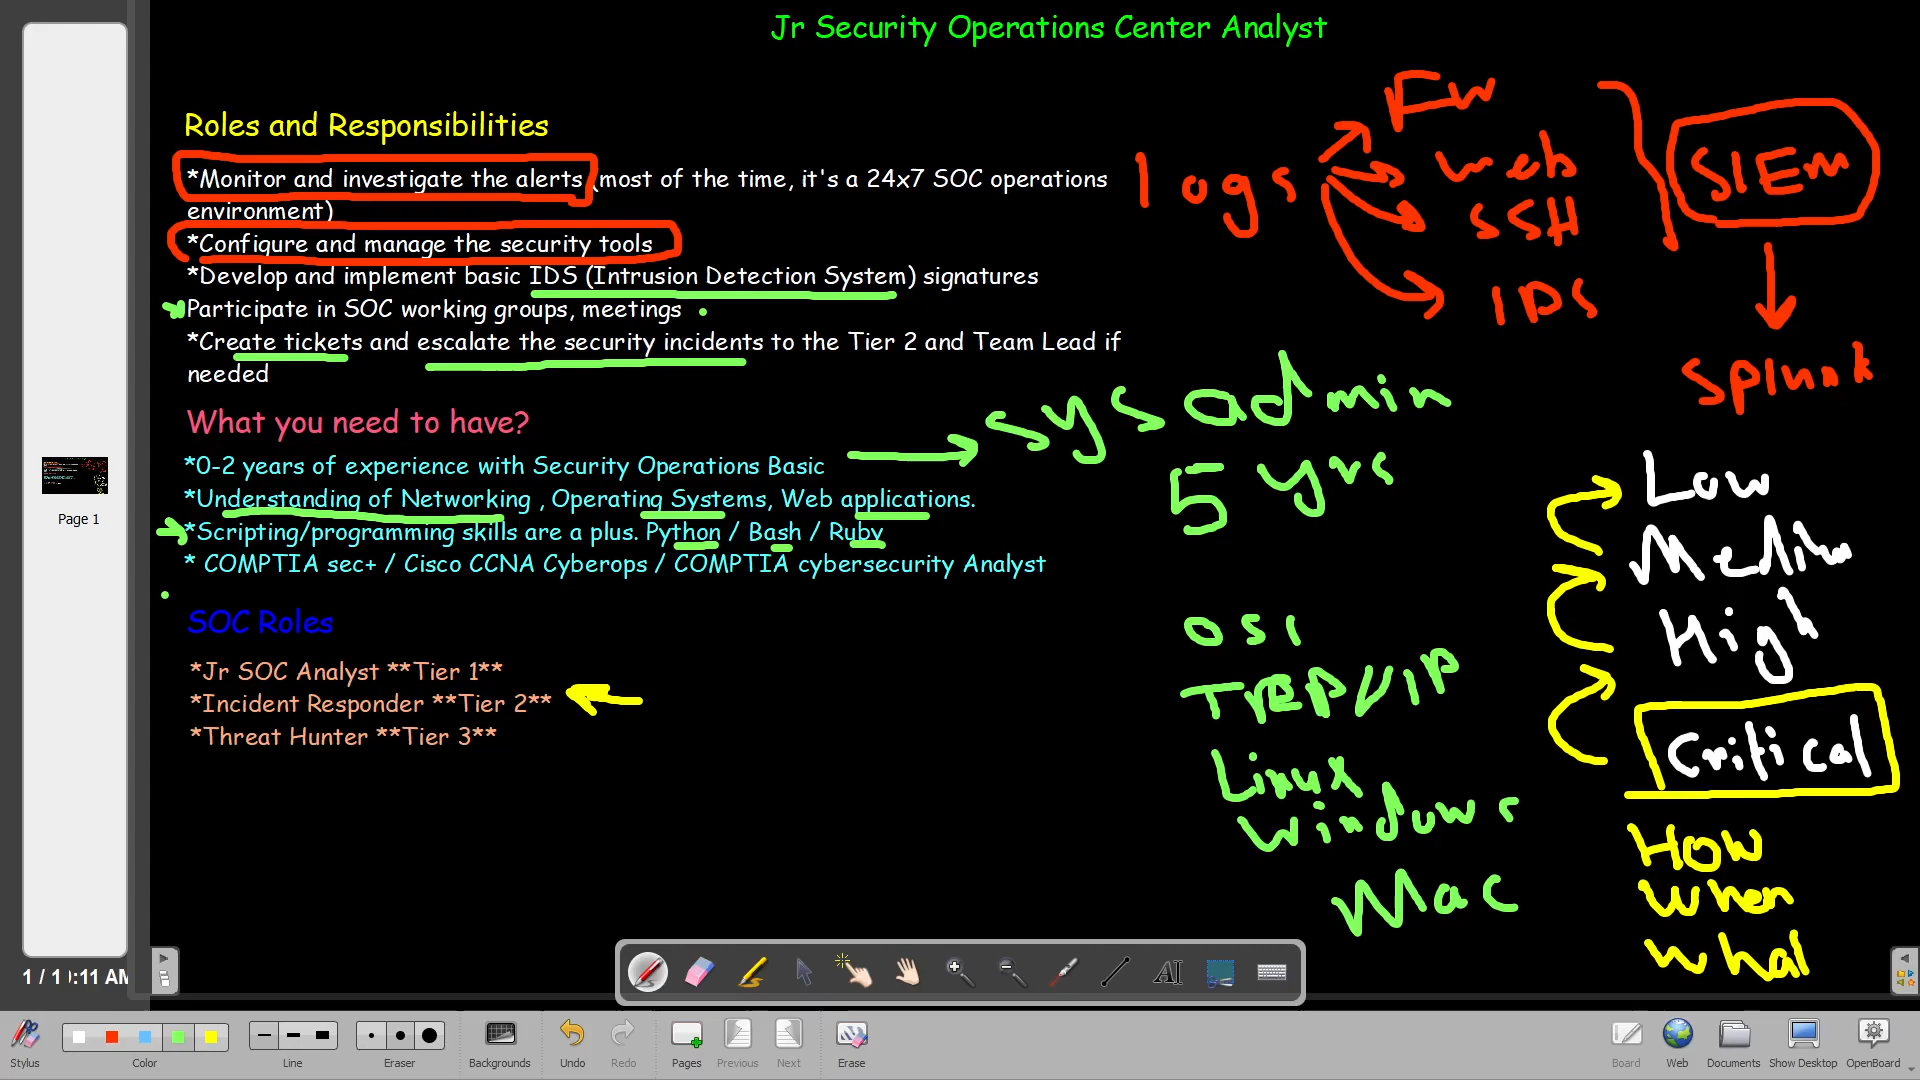 Jr Security Operations Center Analyst
Roles and Responsibilities
*Monitor and investigate the alerts (most of the time, it's a 24x7 SOC operations
environment)
*Configure and manage the security tools
*Develop and implement basic IDS (Intrusion Detection System) signatures
Participate in SOC working groups, meetings
*Create tickets and escalate the security incidents to the Tier 2 and Team Lead if
needed
What you need to have?
*0-2 years of experience with Security Operations Basic
*Understanding of Networking , Operating Systems, Web applications.
*Scripting/programming skills are a plus. Python / Bash / Ruby
* COMPTIA sec+ / Cisco CCNA Cyberops / COMPTIA cybersecurity Analyst
SOC Roles
*Jr SOC Analyst **Tier 1**
*Incident Responder **Tier 2**
*Threat Hunter **Tier 3**
logs
FW
web
SSH
IDS
SIEm
Splunk
sysadmin
5 yrs
OSI
Linux
windows
Mac
Low
High
Critical
How
when
Page 1
Stylus
Color
Line
Eraser
Backgrounds
Undo
Redo
Pages
Previous
Next
Erase
Board
Web
Documents
Show Desktop
OpenBoard